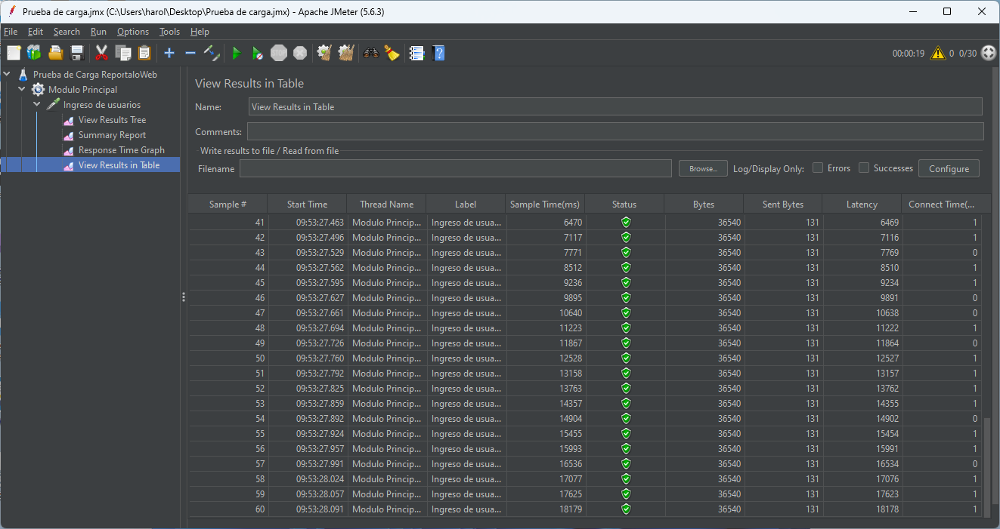 Prueba de carga.jmx (C:\Users\harol\Desktop\Prueba de carga.jmx) - Apache JMeter (5.6.3)
File Edit Search Run Options Tools Help
STOP 00:00:19 0 0/30
Prueba de Carga ReportaloWeb
Modulo Principal
Ingreso de usuarios
View Results Tree
Summary Report
Response Time Graph
View Results in Table
View Results in Table
Name: View Results in Table
Comments:
Write results to file / Read from file
Filename Browse... Log/Display Only: Errors Successes Configure
Sample # Start Time Thread Name Label Sample Time(ms) Status Bytes Sent Bytes Latency Connect Time(...
41 09:53:27.463 Modulo Princip... Ingreso de usua... 6470 36540 131 6469 1
42 09:53:27.496 Modulo Princip... Ingreso de usua... 7117 36540 131 7116 1
43 09:53:27.529 Modulo Princip... Ingreso de usua... 7771 36540 131 7769 0
44 09:53:27.562 Modulo Princip... Ingreso de usua... 8512 36540 131 8510 1
45 09:53:27.595 Modulo Princip... Ingreso de usua... 9236 36540 131 9234 1
46 09:53:27.627 Modulo Princip... Ingreso de usua... 9895 36540 131 9891 0
47 09:53:27.661 Modulo Princip... Ingreso de usua... 10640 36540 131 10638 0
48 09:53:27.694 Modulo Princip... Ingreso de usua... 11223 36540 131 11222 1
49 09:53:27.726 Modulo Princip... Ingreso de usua... 11867 36540 131 11864 0
50 09:53:27.760 Modulo Princip... Ingreso de usua... 12528 36540 131 12527 1
51 09:53:27.792 Modulo Princip... Ingreso de usua... 13158 36540 131 13157 1
52 09:53:27.825 Modulo Princip... Ingreso de usua... 13763 36540 131 13762 1
53 09:53:27.859 Modulo Princip... Ingreso de usua... 14357 36540 131 14355 1
54 09:53:27.892 Modulo Princip... Ingreso de usua... 14904 36540 131 14902 0
55 09:53:27.924 Modulo Princip... Ingreso de usua... 15455 36540 131 15454 1
56 09:53:27.957 Modulo Princip... Ingreso de usua... 15993 36540 131 15991 1
57 09:53:27.991 Modulo Princip... Ingreso de usua... 16536 36540 131 16534 0
58 09:53:28.024 Modulo Princip... Ingreso de usua... 17077 36540 131 17076 1
59 09:53:28.057 Modulo Princip... Ingreso de usua... 17625 36540 131 17623 1
60 09:53:28.091 Modulo Princip... Ingreso de usua... 18179 36540 131 18178 1